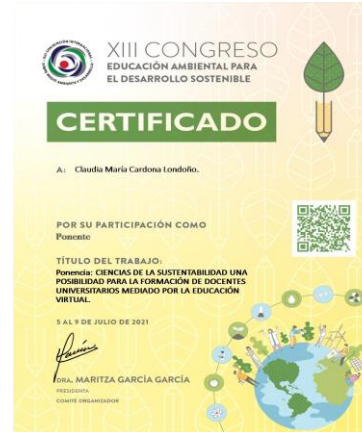 XIII CONGRESO
EDUCACIÓN AMBIENTAL PARA
EL DESARROLLO SOSTENIBLE
CERTIFICADO
A: Claudia María Cardona Londoño.
POR SU PARTICIPACIÓN COMO
Ponente
TÍTULO DEL TRABAJO:
Ponencia: CIENCIAS DE LA SUSTENTABILIDAD UNA
POSIBILIDAD PARA LA FORMACIÓN DE DOCENTES
UNIVERSITARIOS MEDIADO POR LA EDUCACIÓN
VIRTUAL.
5 AL 9 DE JULIO DE 2021
DRA. MARITZA GARCÍA GARCÍA
PRESIDENTA
COMITÉ ORGANIZADOR